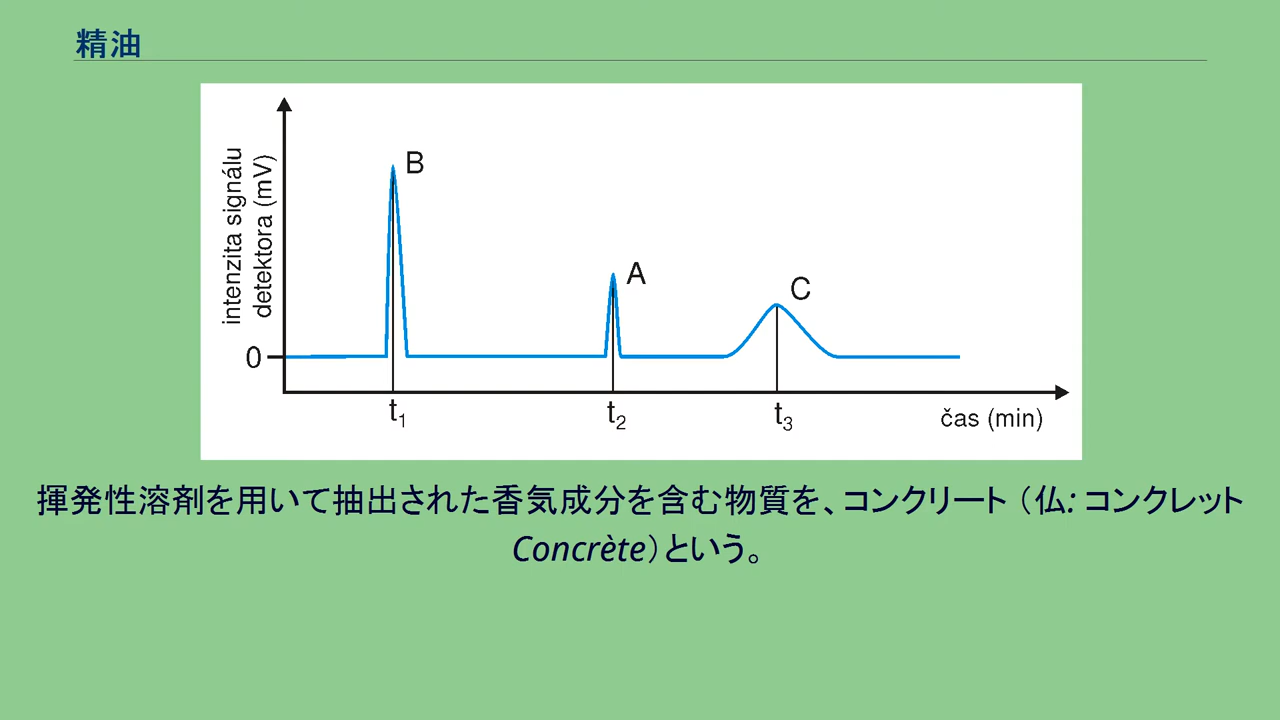 精油
intenzita signálu
detektora (mV)
B
A
C
0
t₁
t₂
t₃
čas (min)
揮発性溶剤を用いて抽出された香気成分を含む物質を、コンクリート（仏: コンクレット
Concrète）という。